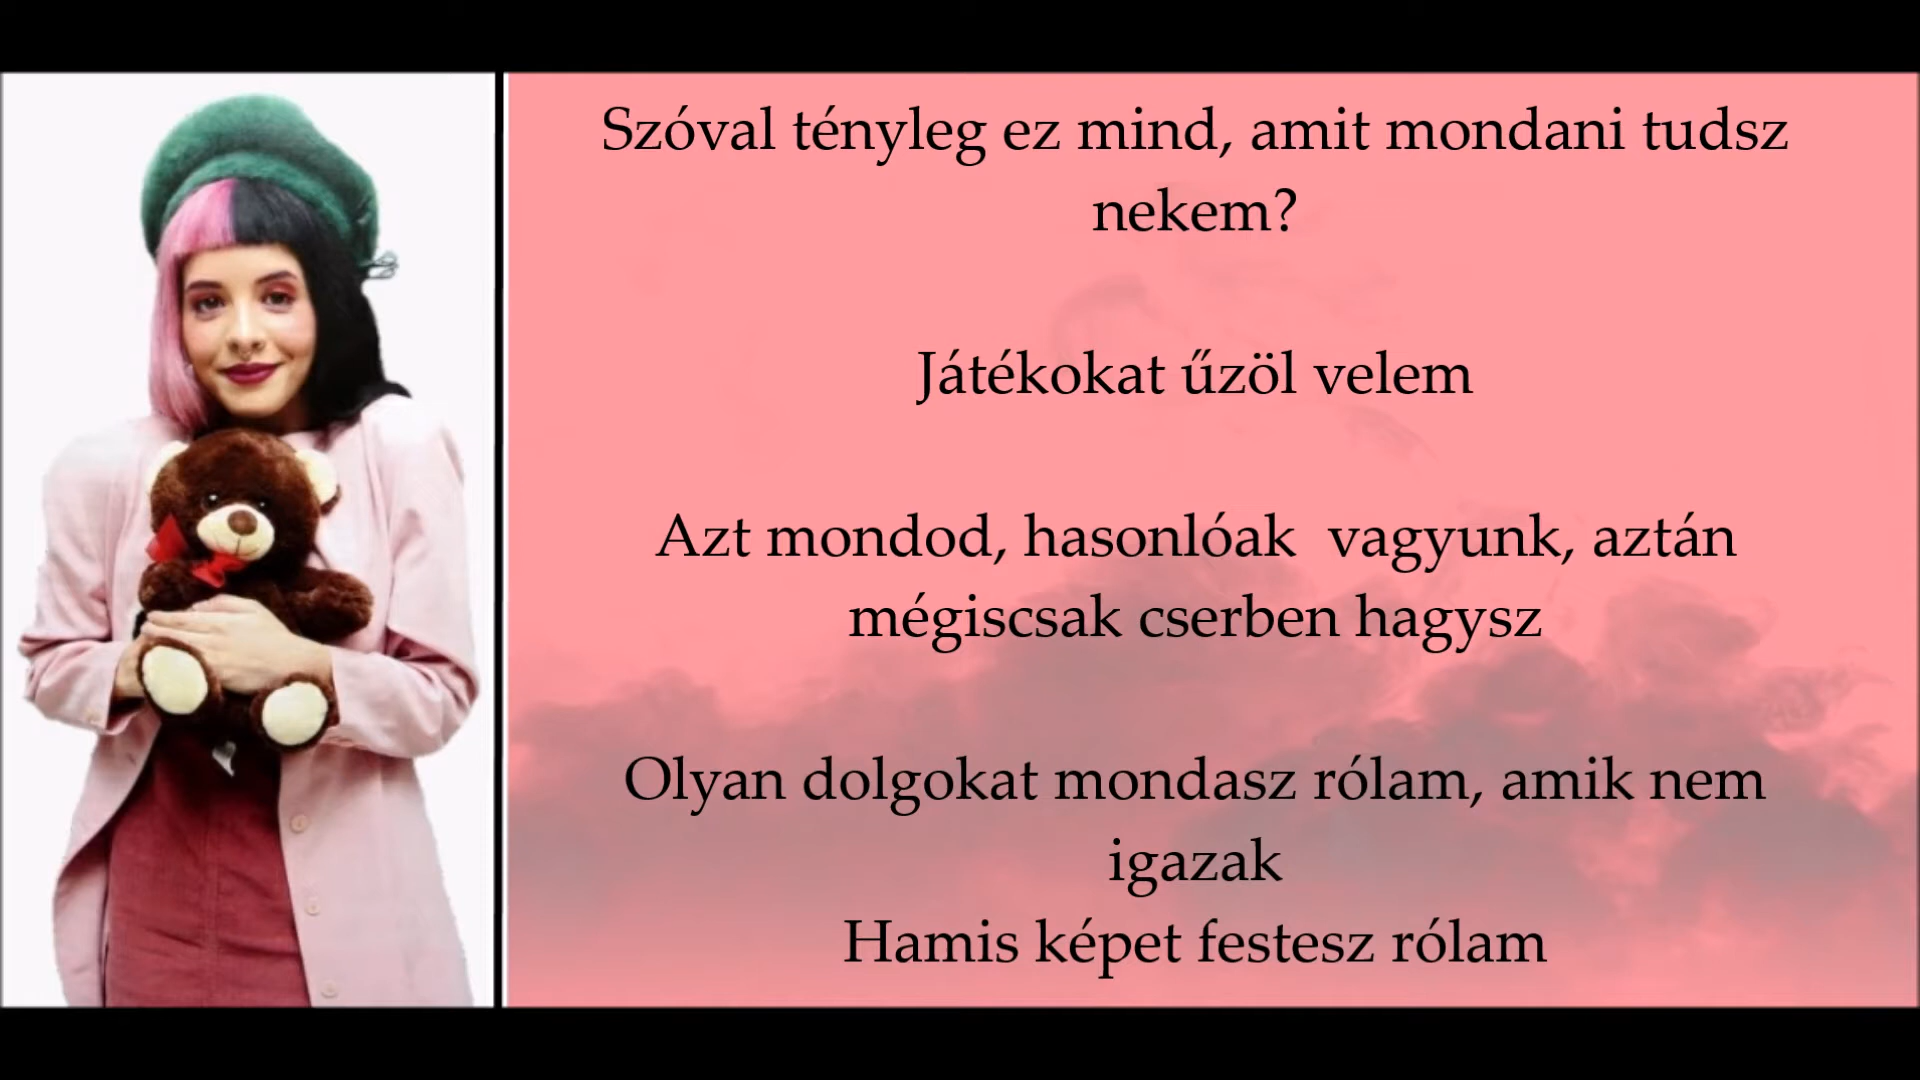 Szóval tényleg ez mind, amit mondani tudsz
nekem?
Játékokat űzöl velem
Azt mondod, hasonlóak  vagyunk, aztán
mégiscsak cserben hagysz
Olyan dolgokat mondasz rólam, amik nem
igazak
Hamis képet festesz rólam